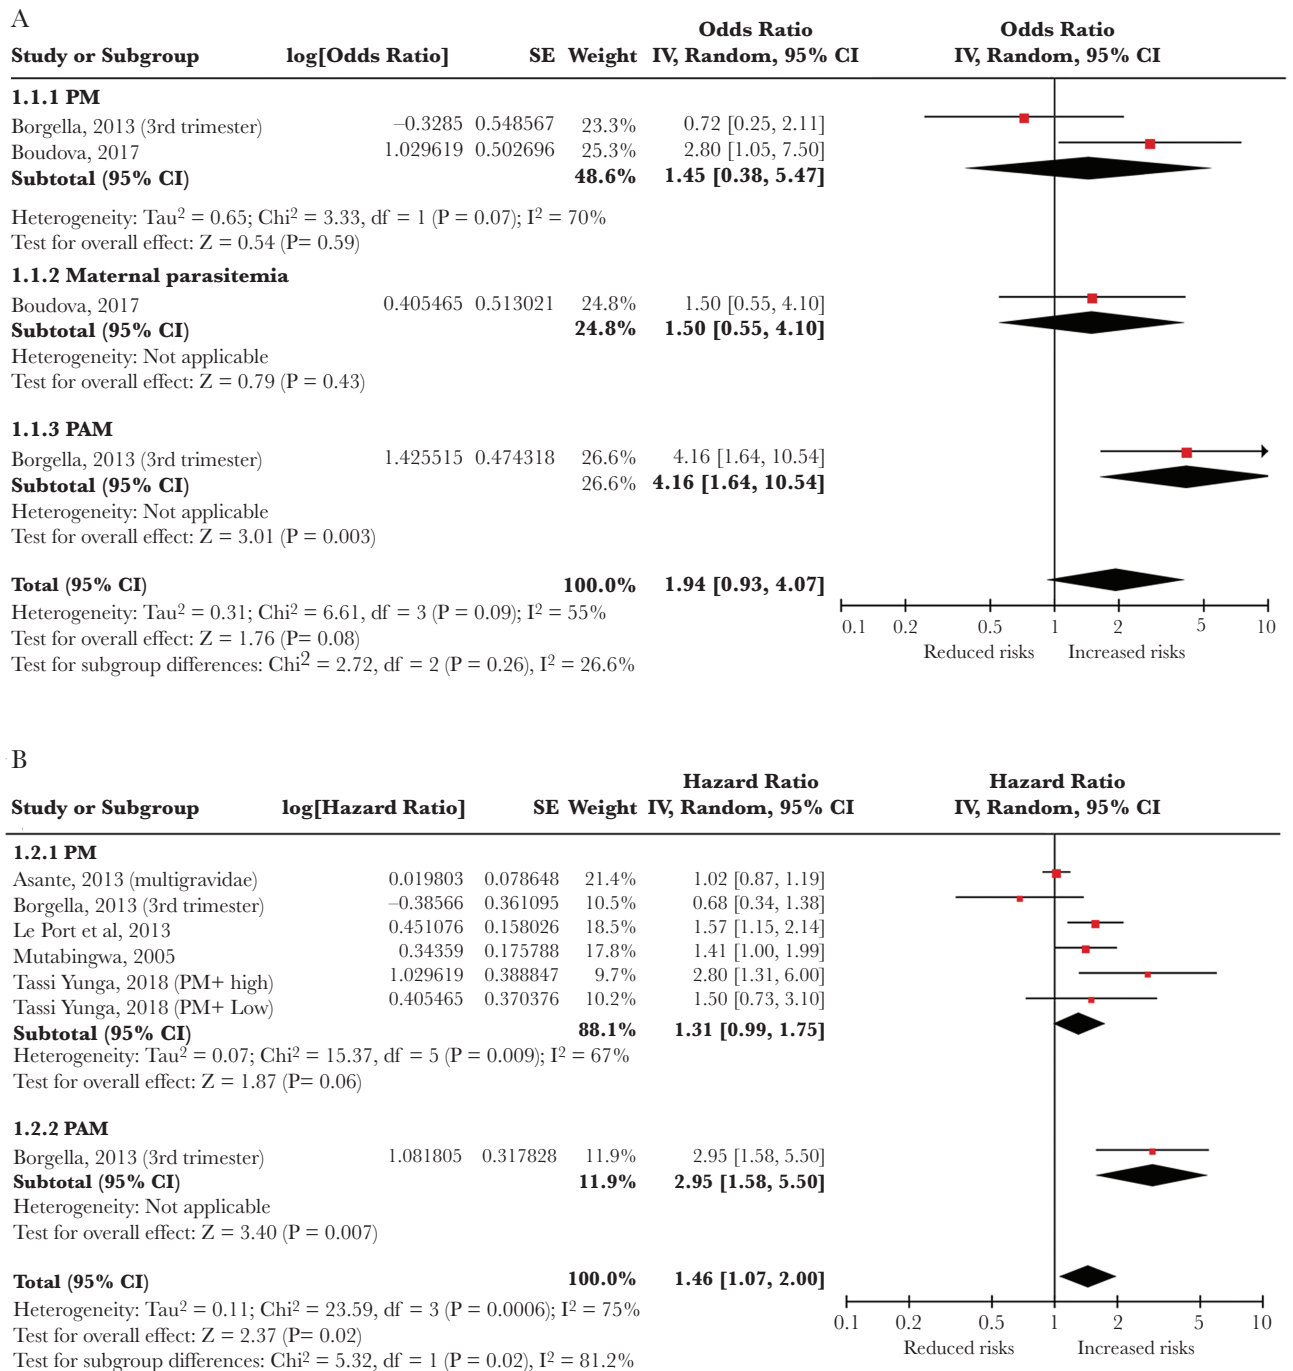 A
Odds Ratio Odds Ratio
Study or Subgroup log[Odds Ratio] SE Weight IV, Random, 95% CI IV, Random, 95% CI
1.1.1 PM
Borgella, 2013 (3rd trimester) –0.3285 0.548567 23.3% 0.72 [0.25, 2.11]
Boudova, 2017 1.029619 0.502696 25.3% 2.80 [1.05, 7.50]
Subtotal (95% CI) 48.6% 1.45 [0.38, 5.47]
Heterogeneity: Tau² = 0.65; Chi² = 3.33, df = 1 (P = 0.07); I² = 70%
Test for overall effect: Z = 0.54 (P= 0.59)
1.1.2 Maternal parasitemia
Boudova, 2017 0.405465 0.513021 24.8% 1.50 [0.55, 4.10]
Subtotal (95% CI) 24.8% 1.50 [0.55, 4.10]
Heterogeneity: Not applicable
Test for overall effect: Z = 0.79 (P = 0.43)
1.1.3 PAM
Borgella, 2013 (3rd trimester) 1.425515 0.474318 26.6% 4.16 [1.64, 10.54]
Subtotal (95% CI) 26.6% 4.16 [1.64, 10.54]
Heterogeneity: Not applicable
Test for overall effect: Z = 3.01 (P = 0.003)
Total (95% CI) 100.0% 1.94 [0.93, 4.07]
Heterogeneity: Tau² = 0.31; Chi² = 6.61, df = 3 (P = 0.09); I² = 55%
Test for overall effect: Z = 1.76 (P= 0.08)
Test for subgroup differences: Chi² = 2.72, df = 2 (P = 0.26), I² = 26.6%
0.1 0.2 0.5 1 2 5 10
Reduced risks Increased risks
B
Hazard Ratio Hazard Ratio
Study or Subgroup log[Hazard Ratio] SE Weight IV, Random, 95% CI IV, Random, 95% CI
1.2.1 PM
Asante, 2013 (multigravidae) 0.019803 0.078648 21.4% 1.02 [0.87, 1.19]
Borgella, 2013 (3rd trimester) –0.38566 0.361095 10.5% 0.68 [0.34, 1.38]
Le Port et al, 2013 0.451076 0.158026 18.5% 1.57 [1.15, 2.14]
Mutabingwa, 2005 0.34359 0.175788 17.8% 1.41 [1.00, 1.99]
Tassi Yunga, 2018 (PM+ high) 1.029619 0.388847 9.7% 2.80 [1.31, 6.00]
Tassi Yunga, 2018 (PM+ Low) 0.405465 0.370376 10.2% 1.50 [0.73, 3.10]
Subtotal (95% CI) 88.1% 1.31 [0.99, 1.75]
Heterogeneity: Tau² = 0.07; Chi² = 15.37, df = 5 (P = 0.009); I² = 67%
Test for overall effect: Z = 1.87 (P= 0.06)
1.2.2 PAM
Borgella, 2013 (3rd trimester) 1.081805 0.317828 11.9% 2.95 [1.58, 5.50]
Subtotal (95% CI) 11.9% 2.95 [1.58, 5.50]
Heterogeneity: Not applicable
Test for overall effect: Z = 3.40 (P = 0.007)
Total (95% CI) 100.0% 1.46 [1.07, 2.00]
Heterogeneity: Tau² = 0.11; Chi² = 23.59, df = 3 (P = 0.0006); I² = 75%
Test for overall effect: Z = 2.37 (P= 0.02)
Test for subgroup differences: Chi² = 5.32, df = 1 (P = 0.02), I² = 81.2%
0.1 0.2 0.5 1 2 5 10
Reduced risks Increased risks